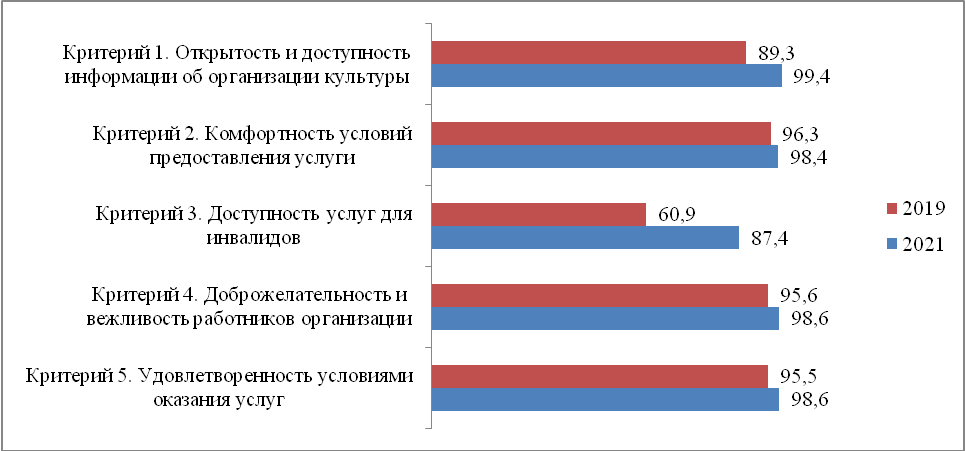 Критерий 1. Открытость и доступность
информации об организации культуры
89,3
99,4
Критерий 2. Комфортность условий
предоставления услуги
96,3
98,4
Критерий 3. Доступность услуг для
инвалидов
60,9
87,4
Критерий 4. Доброжелательность и
вежливость работников организации
95,6
98,6
Критерий 5. Удовлетворенность условиями
оказания услуг
95,5
98,6
2019
2021